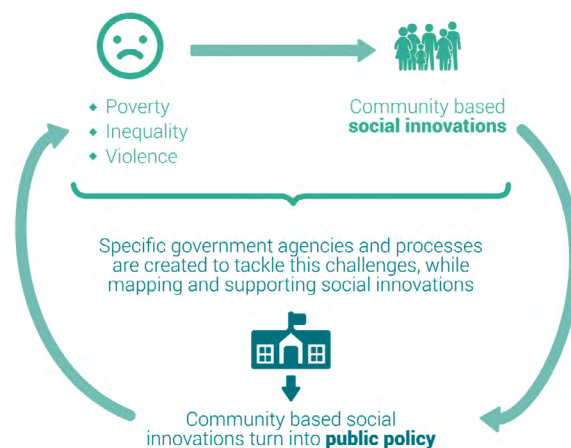 ◆ Poverty
◆ Inequality
◆ Violence
Community based
social innovations
Specific government agencies and processes
are created to tackle this challenges, while
mapping and supporting social innovations
Community based social
innovations turn into public policy